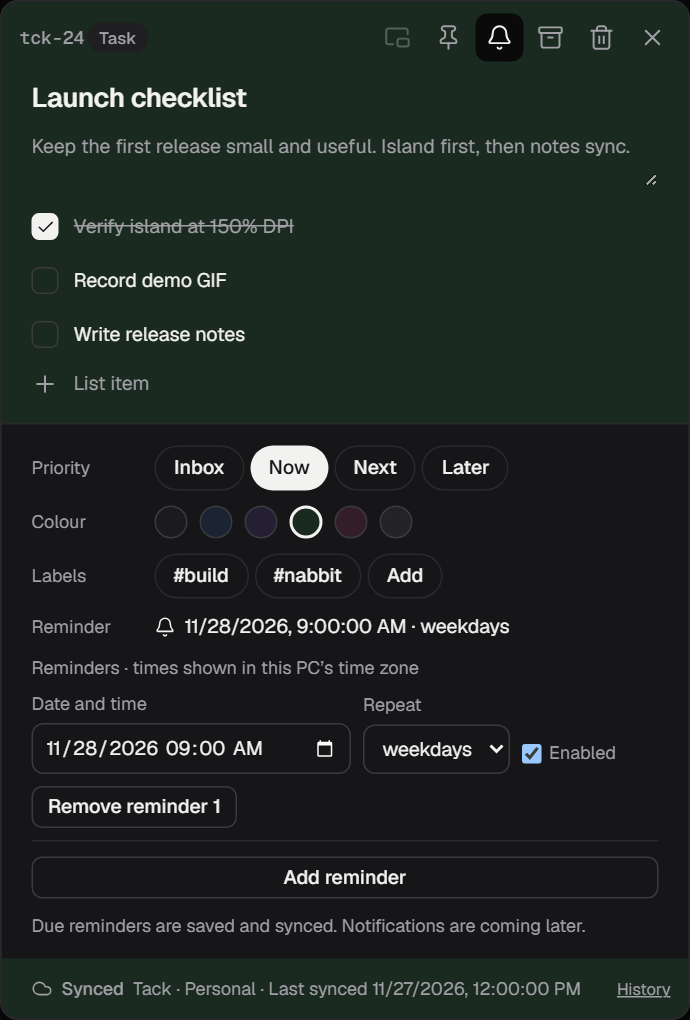 tck-24 Task
Launch checklist
Keep the first release small and useful. Island first, then notes sync.
Verify island at 150% DPI
Record demo GIF
Write release notes
List item
Priority Inbox Now Next Later
Colour
Labels #build #nabbit Add
Reminder 11/28/2026, 9:00:00 AM · weekdays
Reminders · times shown in this PC's time zone
Date and time Repeat
11/28/2026 09:00 AM weekdays Enabled
Remove reminder 1
Add reminder
Due reminders are saved and synced. Notifications are coming later.
Synced Tack · Personal · Last synced 11/27/2026, 12:00:00 PM History